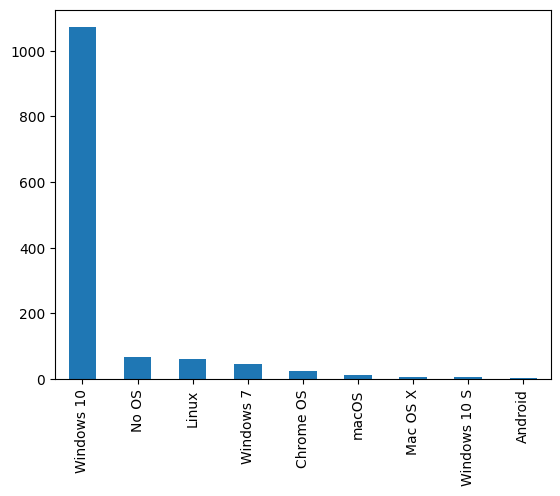 1000
800
600
400
200
0
Windows 10
No OS
Linux
Windows 7
Chrome OS
macOS
Mac OS X
Windows 10 S
Android